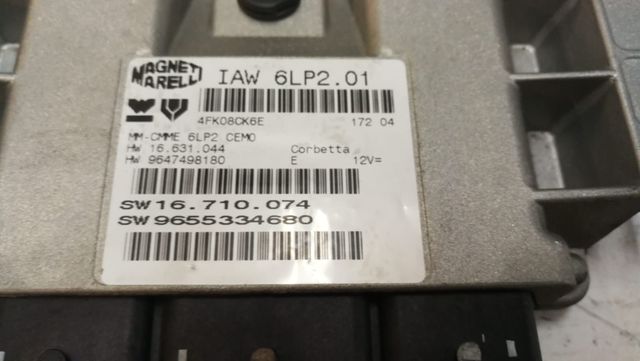 MAGNETI MARELLI
IAW 6LP2.01
4FK08CK6E 172 04
MM-CMME 6LP2 CEMO
HW 16.631.044 Corbetta
HW 9647498180 E 12V=
SW16.710.074
SW9655334680